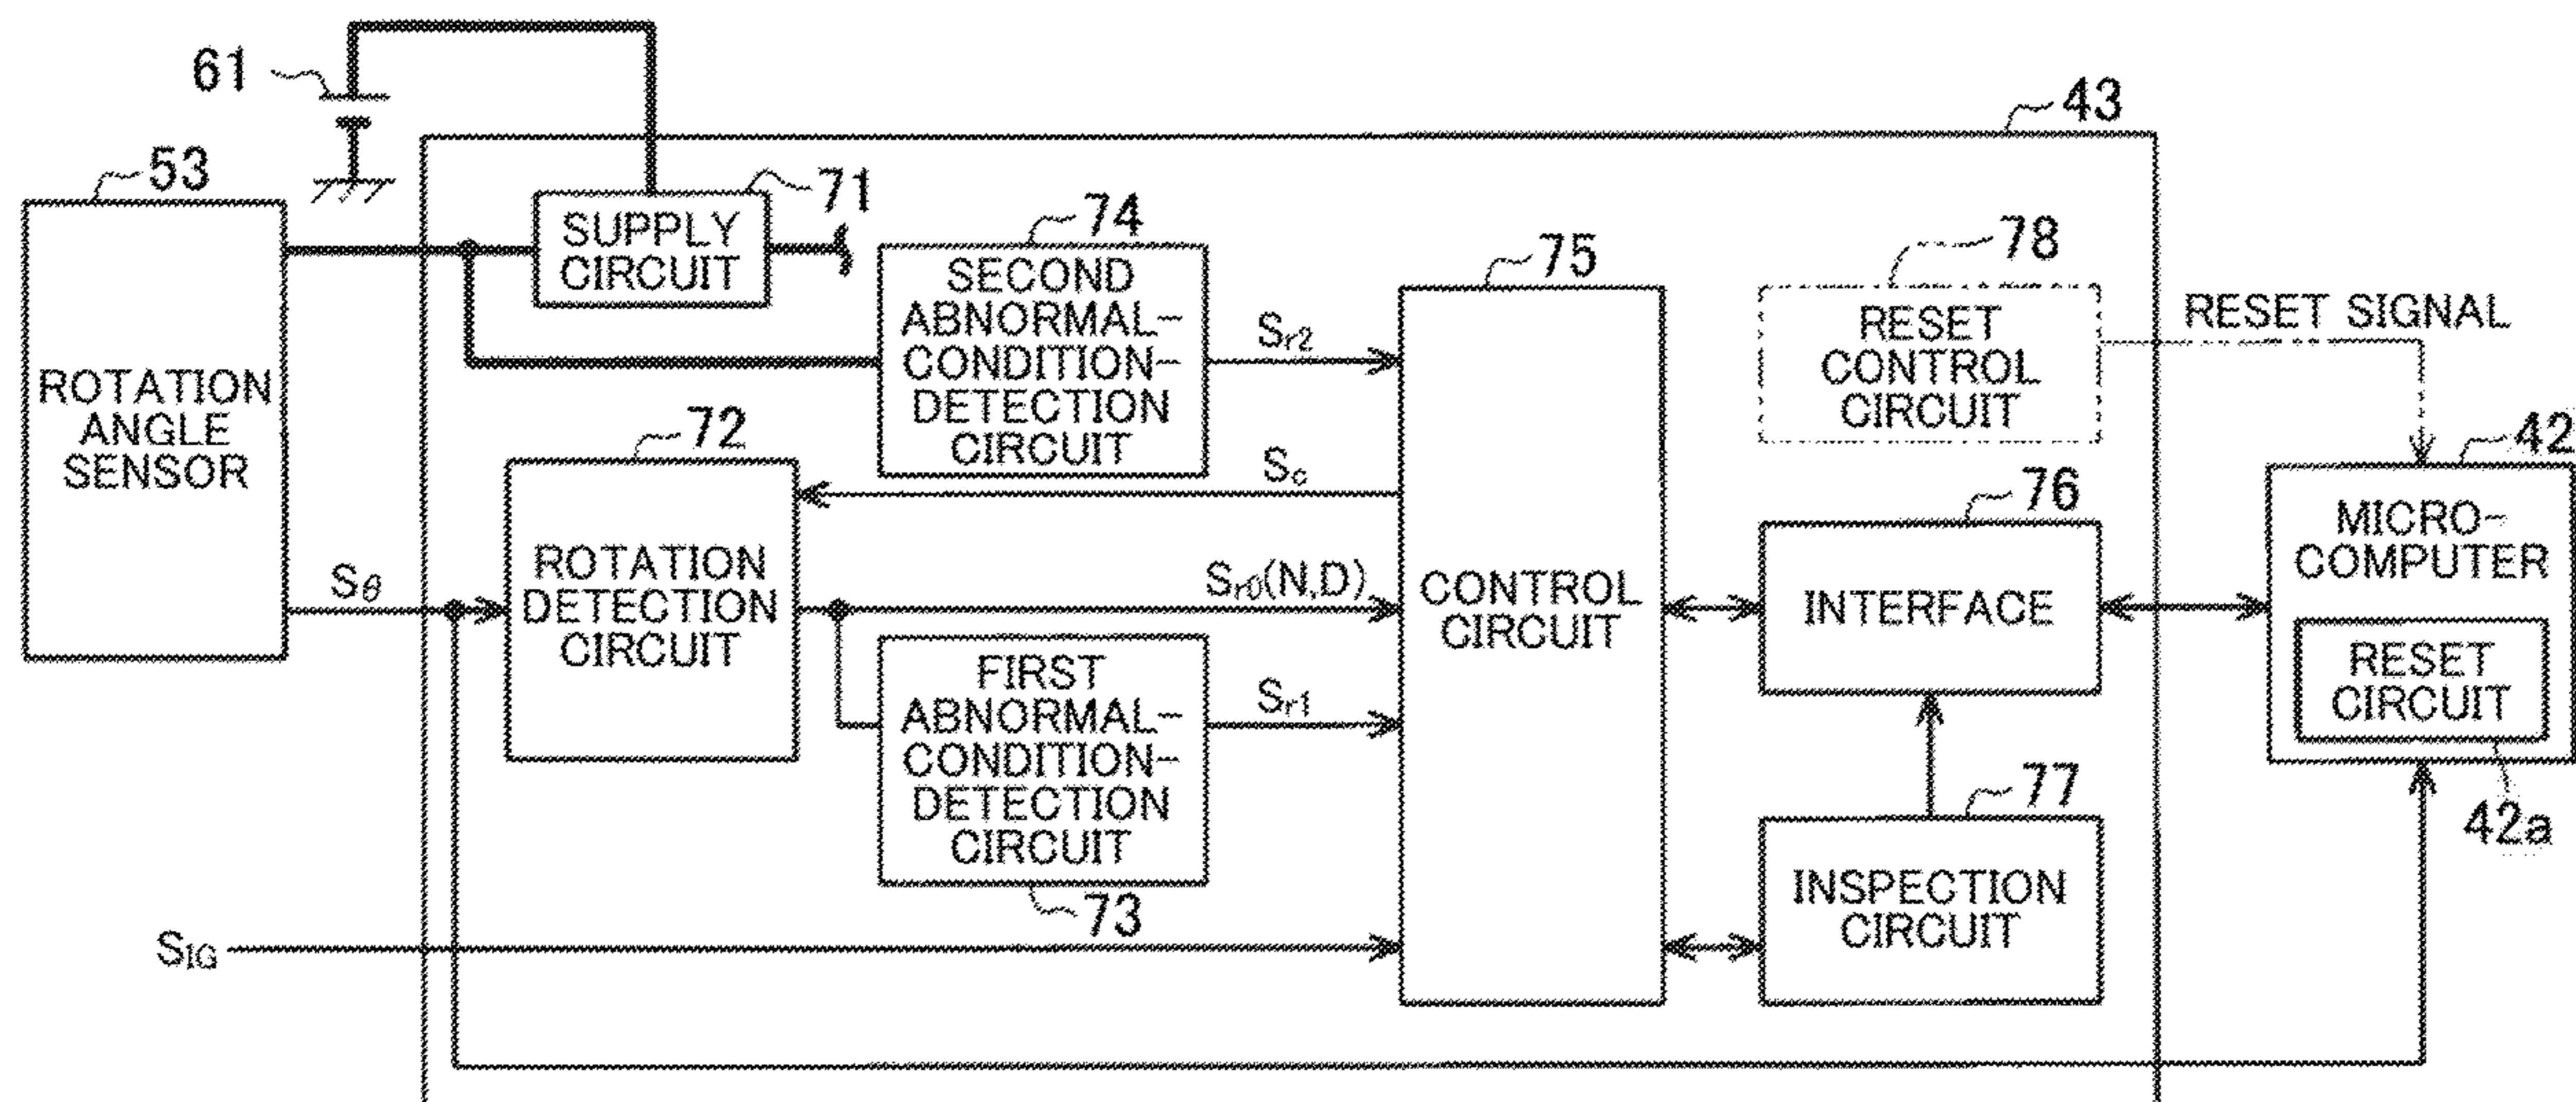 61
43
53
71
SUPPLY
CIRCUIT
74
SECOND
ABNORMAL-
CONDITION-
DETECTION
CIRCUIT
75
78
RESET
CONTROL
CIRCUIT
RESET SIGNAL
ROTATION
ANGLE
SENSOR
Sr2
72
Sc
42
MICRO-
COMPUTER
76
ROTATION
DETECTION
CIRCUIT
Sθ
Sr0(N,D)
CONTROL
CIRCUIT
INTERFACE
RESET
CIRCUIT
42a
FIRST
ABNORMAL-
CONDITION-
DETECTION
CIRCUIT
Sr1
73
77
INSPECTION
CIRCUIT
SIG